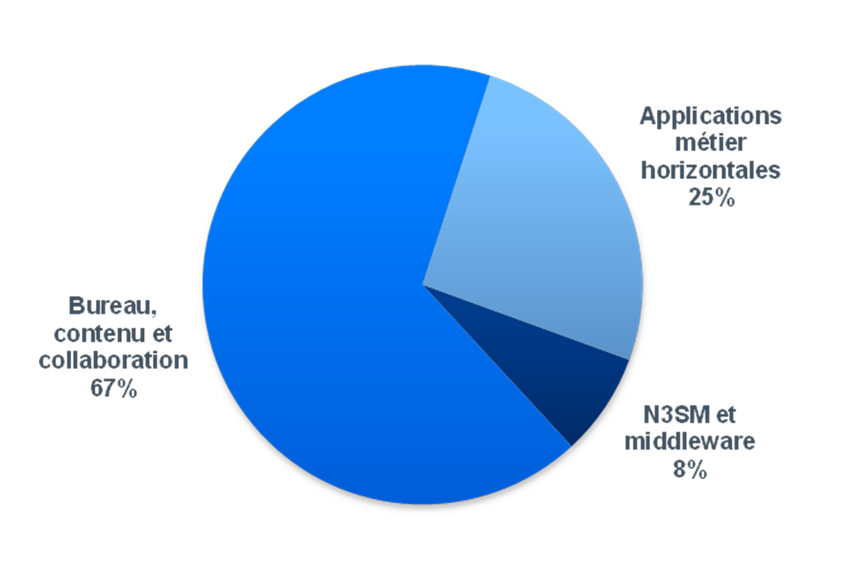 Applications
métier
horizontales
25%
Bureau,
contenu et
collaboration
67%
N3SM et
middleware
8%